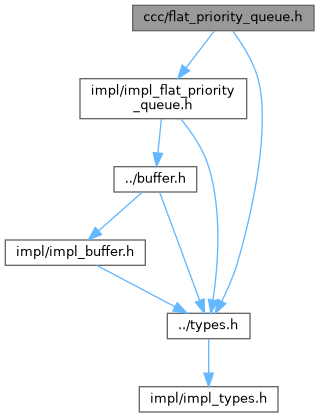 ccc/flat_priority_queue.h
impl/impl_flat_priority
_queue.h
../buffer.h
impl/impl_buffer.h
../types.h
impl/impl_types.h